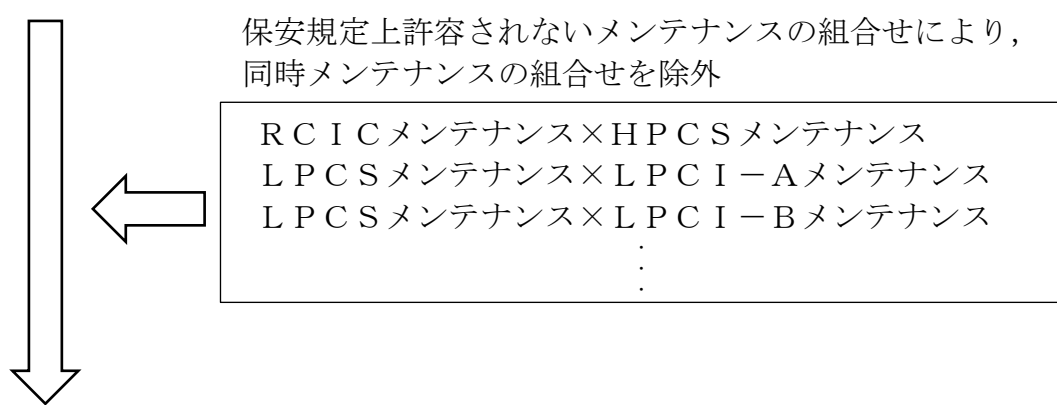 保安規定上許容されないメンテナンスの組合せにより，
同時メンテナンスの組合せを除外
ＲＣＩＣメンテナンス×ＨＰＣＳメンテナンス
ＬＰＣＳメンテナンス×ＬＰＣＩ－Ａメンテナンス
ＬＰＣＳメンテナンス×ＬＰＣＩ－Ｂメンテナンス
・
・
・